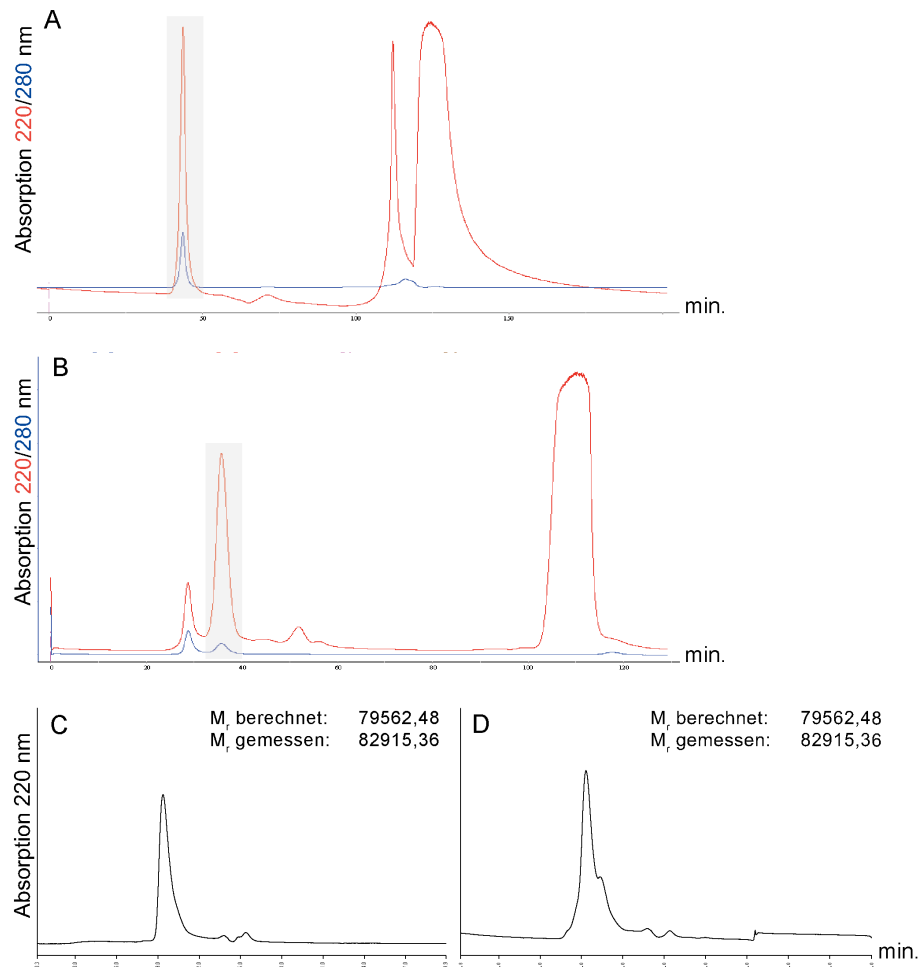 A
Absorption 220/280 nm
0 50 100 150
min.
B
Absorption 220/280 nm
0 20 40 60 80 100 120
min.
C
Mr berechnet: 79562,48
Mr gemessen: 82915,36
Absorption 220 nm
D
Mr berechnet: 79562,48
Mr gemessen: 82915,36
min.